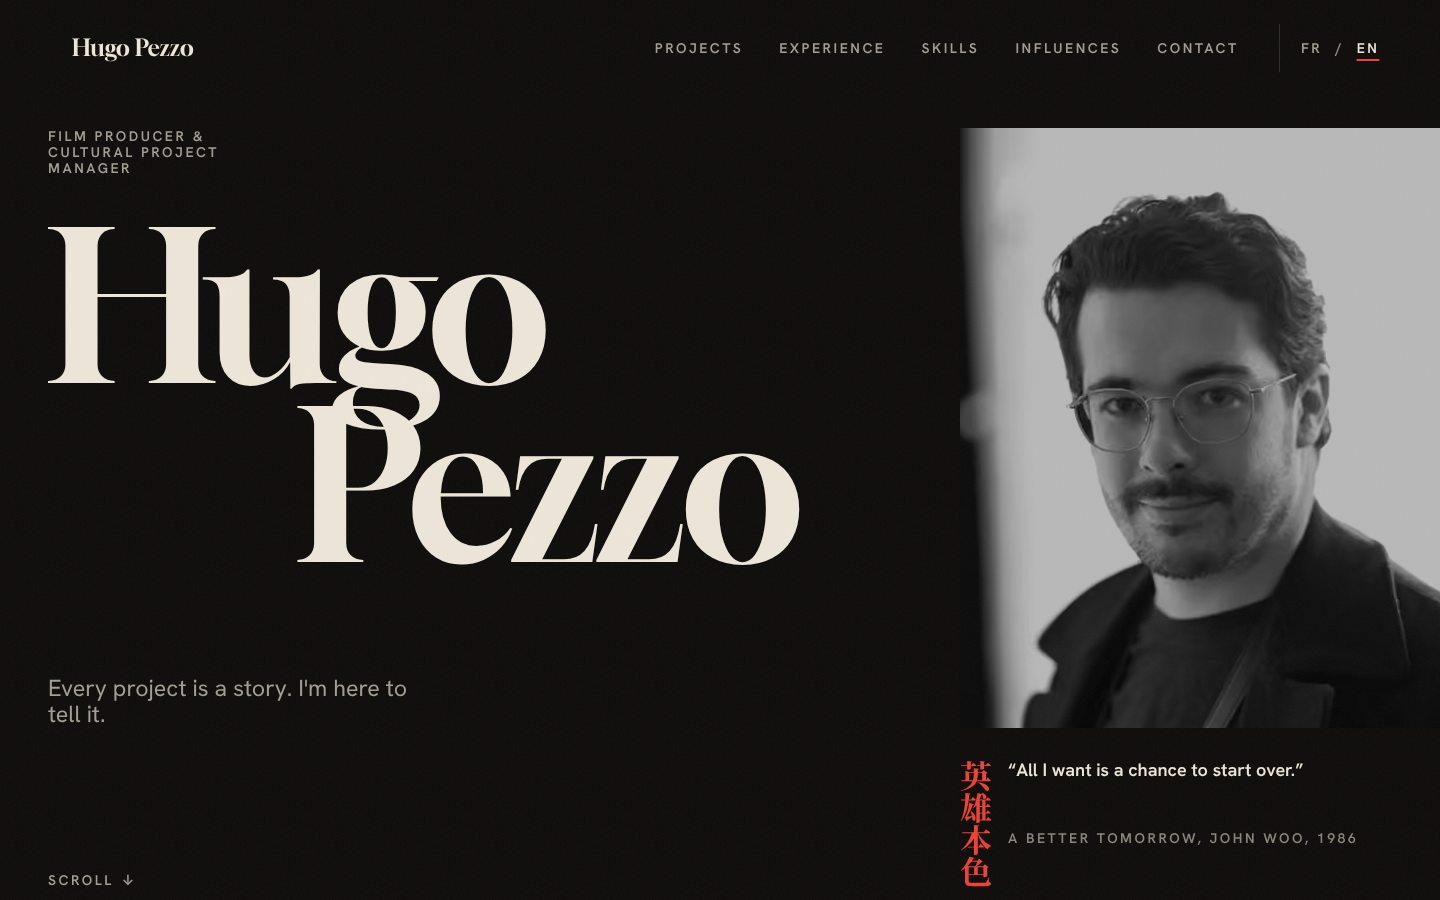 Hugo Pezzo
PROJECTS
EXPERIENCE
SKILLS
INFLUENCES
CONTACT
FR / EN
FILM PRODUCER &
CULTURAL PROJECT
MANAGER
Hugo
Pezzo
Every project is a story. I'm here to
tell it.
英雄本色
“All I want is a chance to start over.”
A BETTER TOMORROW, JOHN WOO, 1986
SCROLL ↓